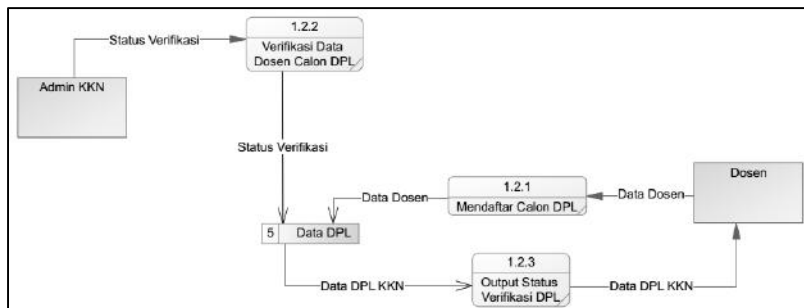 1.2.2
Status Verifikasi
Verifikasi Data
Dosen Calon DPL
Admin KKN
Status Verifikasi
Dosen
1.2.1
Data Dosen
Data Dosen
Mendaftar Calon DPL
5 Data DPL
1.2.3
Data DPL KKN
Output Status
Verifikasi DPL
Data DPL KKN